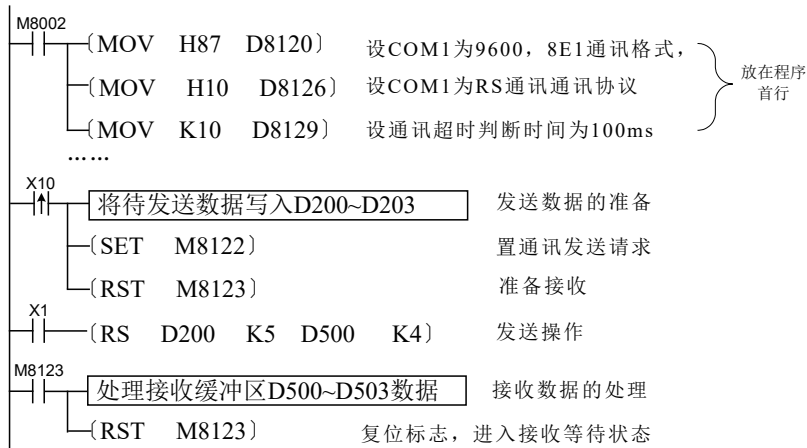 M8002
MOV H87 D8120 设COM1为9600，8E1通讯格式，
MOV H10 D8126 设COM1为RS通讯通讯协议
MOV K10 D8129 设通讯超时判断时间为100ms
放在程序
首行
……
X10
将待发送数据写入D200~D203 发送数据的准备
SET M8122 置通讯发送请求
RST M8123 准备接收
X1
RS D200 K5 D500 K4 发送操作
M8123
处理接收缓冲区D500~D503数据 接收数据的处理
RST M8123 复位标志，进入接收等待状态